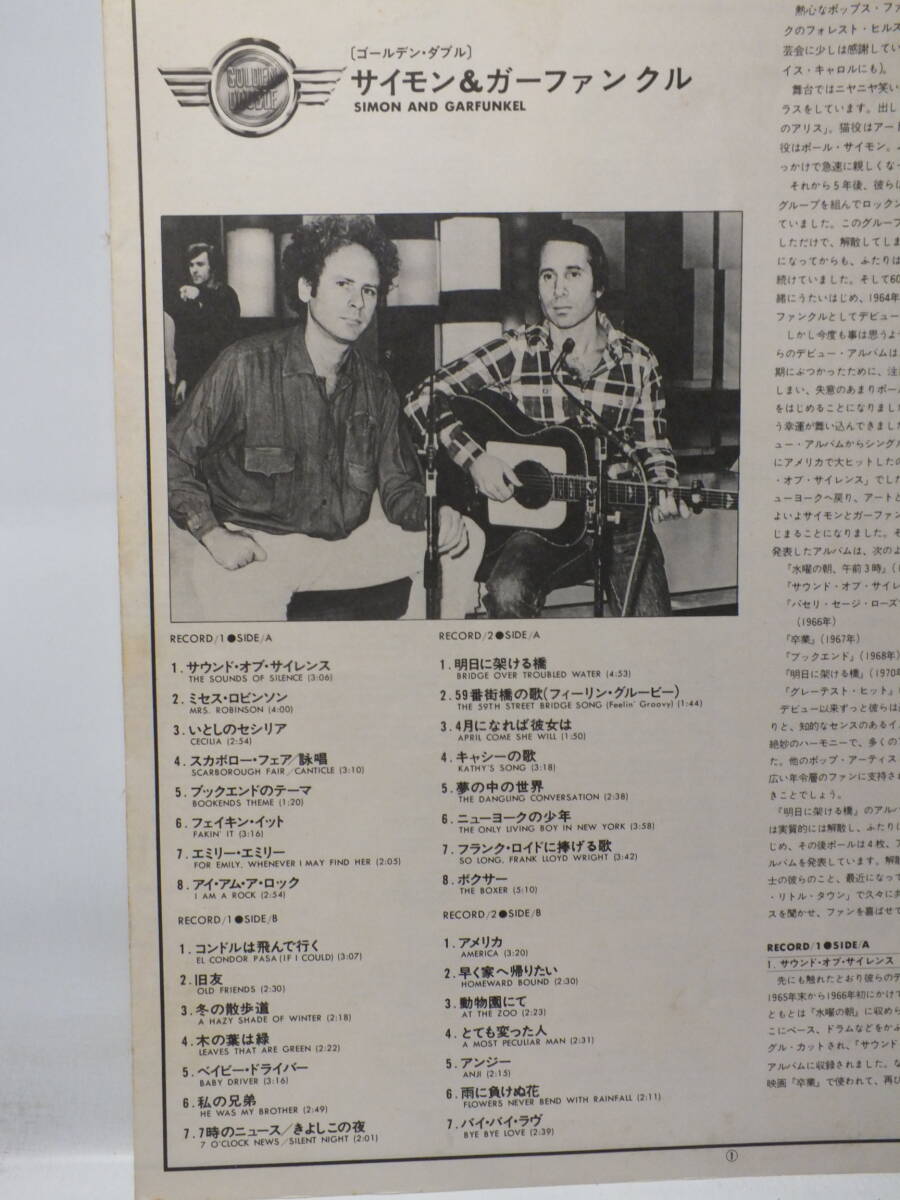 GOLDEN
DOUBLE
〔ゴールデン・ダブル〕
サイモン&ガーファンクル
SIMON AND GARFUNKEL
RECORD/1●SIDE/A
1.サウンド・オブ・サイレンス
THE SOUNDS OF SILENCE (3:06)
2.ミセス・ロビンソン
MRS. ROBINSON (4:00)
3.いとしのセシリア
CECILIA (2:54)
4.スカボロー・フェア/詠唱
SCARBOROUGH FAIR/CANTICLE (3:10)
5.ブックエンドのテーマ
BOOKENDS THEME (1:20)
6.フェイキン・イット
FAKIN' IT (3:16)
7.エミリー・エミリー
FOR EMILY, WHENEVER I MAY FIND HER (2:05)
8.アイ・アム・ア・ロック
I AM A ROCK (2:54)
RECORD/1●SIDE/B
1.コンドルは飛んで行く
EL CONDOR PASA (IF I COULD) (3:07)
2.旧友
OLD FRIENDS (2:30)
3.冬の散歩道
A HAZY SHADE OF WINTER (2:18)
4.木の葉は緑
LEAVES THAT ARE GREEN (2:22)
5.ベイビー・ドライバー
BABY DRIVER (3:16)
6.私の兄弟
HE WAS MY BROTHER (2:49)
7.7時のニュース/きよしこの夜
7 O'CLOCK NEWS/SILENT NIGHT (2:01)
RECORD/2●SIDE/A
1.明日に架ける橋
BRIDGE OVER TROUBLED WATER (4:53)
2.59番街橋の歌(フィーリン・グルービー)
THE 59TH STREET BRIDGE SONG (Feelin' Groovy) (1:44)
3.4月になれば彼女は
APRIL COME SHE WILL (1:50)
4.キャシーの歌
KATHY'S SONG (3:18)
5.夢の中の世界
THE DANGLING CONVERSATION (2:38)
6.ニューヨークの少年
THE ONLY LIVING BOY IN NEW YORK (3:58)
7.フランク・ロイドに捧げる歌
SO LONG, FRANK LLOYD WRIGHT (3:42)
8.ボクサー
THE BOXER (5:10)
RECORD/2●SIDE/B
1.アメリカ
AMERICA (3:20)
2.早く家へ帰りたい
HOMEWARD BOUND (2:30)
3.動物園にて
AT THE ZOO (2:23)
4.とても変った人
A MOST PECULIAR MAN (2:31)
5.アンジー
ANJI (2:15)
6.雨に負けぬ花
FLOWERS NEVER BEND WITH RAINFALL (2:11)
7.バイ・バイ・ラヴ
BYE BYE LOVE (2:39)
①
熱心なポップス・ファ
クのフォレスト・ヒルス
芸会に少しは感謝してい
イス・キャロルにも)。
舞台ではニヤニヤ笑い
ラスをしています。出し
のアリス」。猫役はアート
役はポール・サイモン。
っかけで急速に親しくな
それから5年後、彼らは
グループを組んでロックン
ていました。このグルーフ
しただけで、解散してしま
になってからも、ふたりは
続けていました。そして60
緒にうたいはじめ、1964年
ファンクルとしてデビュー
しかし今度も事は思うよ
らのデビュー・アルバムは
期にぶつかったために、注
しまい、失意のあまりポール
をはじめることになりました
う幸運が舞い込んできました
ュー・アルバムからシングル
にアメリカで大ヒットしたの
・オブ・サイレンス」でした
ューヨークへ戻り、アートと
よいよサイモンとガーファン
じまることになりました。そ
発表したアルバムは、次のよ
『水曜の朝、午前3時』(1
『サウンド・オブ・サイレ
『パセリ・セージ・ローズ
(1966年)
『卒業』(1967年)
『ブックエンド』(1968年)
『明日に架ける橋』(1970年
『グレーテスト・ヒット』
デビュー以来ずっと彼らは
りと、知的なセンスのあるイ
絶妙のハーモニーで、多くの
た。他のポップ・アーティス
広い年令層のファンに支持され
きことでしょう。
『明日に架ける橋』のアルバ
は実質的には解散し、ふたりに
じめ、その後ポールは4枚、ア
ルバムを発表しています。解散
士の彼らのこと、最近になって
・リトル・タウン」で久々にお
スを聞かせ、ファンを喜ばせて
RECORD/1●SIDE/A
1.サウンド・オブ・サイレンス
先にも触れたとおり彼らのデ
1965年末から1966年初にかけて
ともとは『水曜の朝』に収めら
こにベース、ドラムなどをかぶ
グル・カットされ、『サウンド・
アルバムに収録されました。な
映画『卒業』で使われて、再び